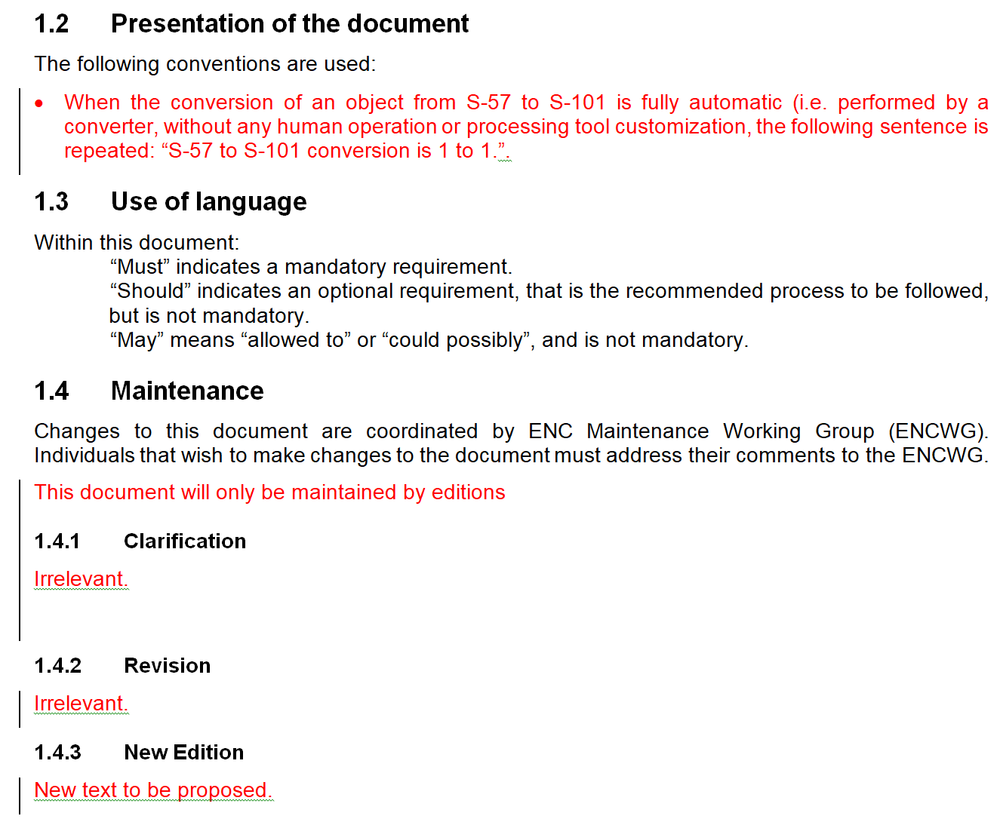 1.2 Presentation of the document
The following conventions are used:
• When the conversion of an object from S-57 to S-101 is fully automatic (i.e. performed by a
converter, without any human operation or processing tool customization, the following sentence is
repeated: “S-57 to S-101 conversion is 1 to 1.”.
1.3 Use of language
Within this document:
“Must” indicates a mandatory requirement.
“Should” indicates an optional requirement, that is the recommended process to be followed,
but is not mandatory.
“May” means “allowed to” or “could possibly”, and is not mandatory.
1.4 Maintenance
Changes to this document are coordinated by ENC Maintenance Working Group (ENCWG).
Individuals that wish to make changes to the document must address their comments to the ENCWG.
This document will only be maintained by editions
1.4.1 Clarification
Irrelevant.
1.4.2 Revision
Irrelevant.
1.4.3 New Edition
New text to be proposed.